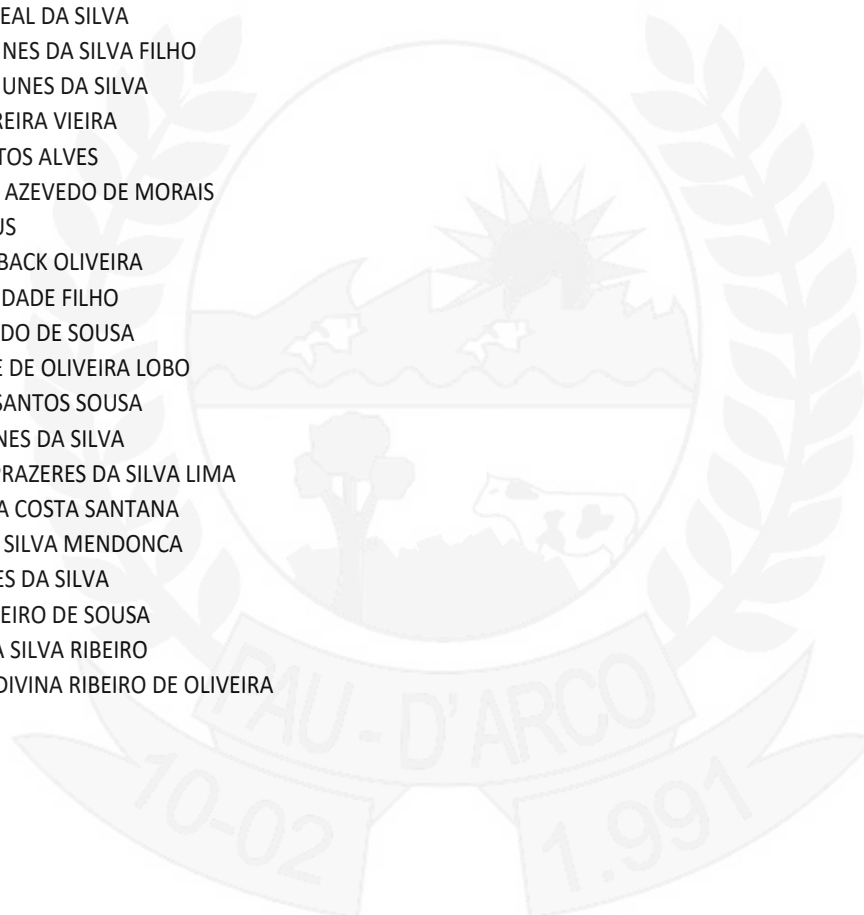 EAL DA SILVA
NES DA SILVA FILHO
UNES DA SILVA
REIRA VIEIRA
TOS ALVES
AZEVEDO DE MORAIS
US
BACK OLIVEIRA
DADE FILHO
DO DE SOUSA
E DE OLIVEIRA LOBO
SANTOS SOUSA
NES DA SILVA
PRAZERES DA SILVA LIMA
A COSTA SANTANA
SILVA MENDONCA
ES DA SILVA
EIRO DE SOUSA
A SILVA RIBEIRO
DIVINA RIBEIRO DE OLIVEIRA
PAU - D'ARCO
10-02 1.991